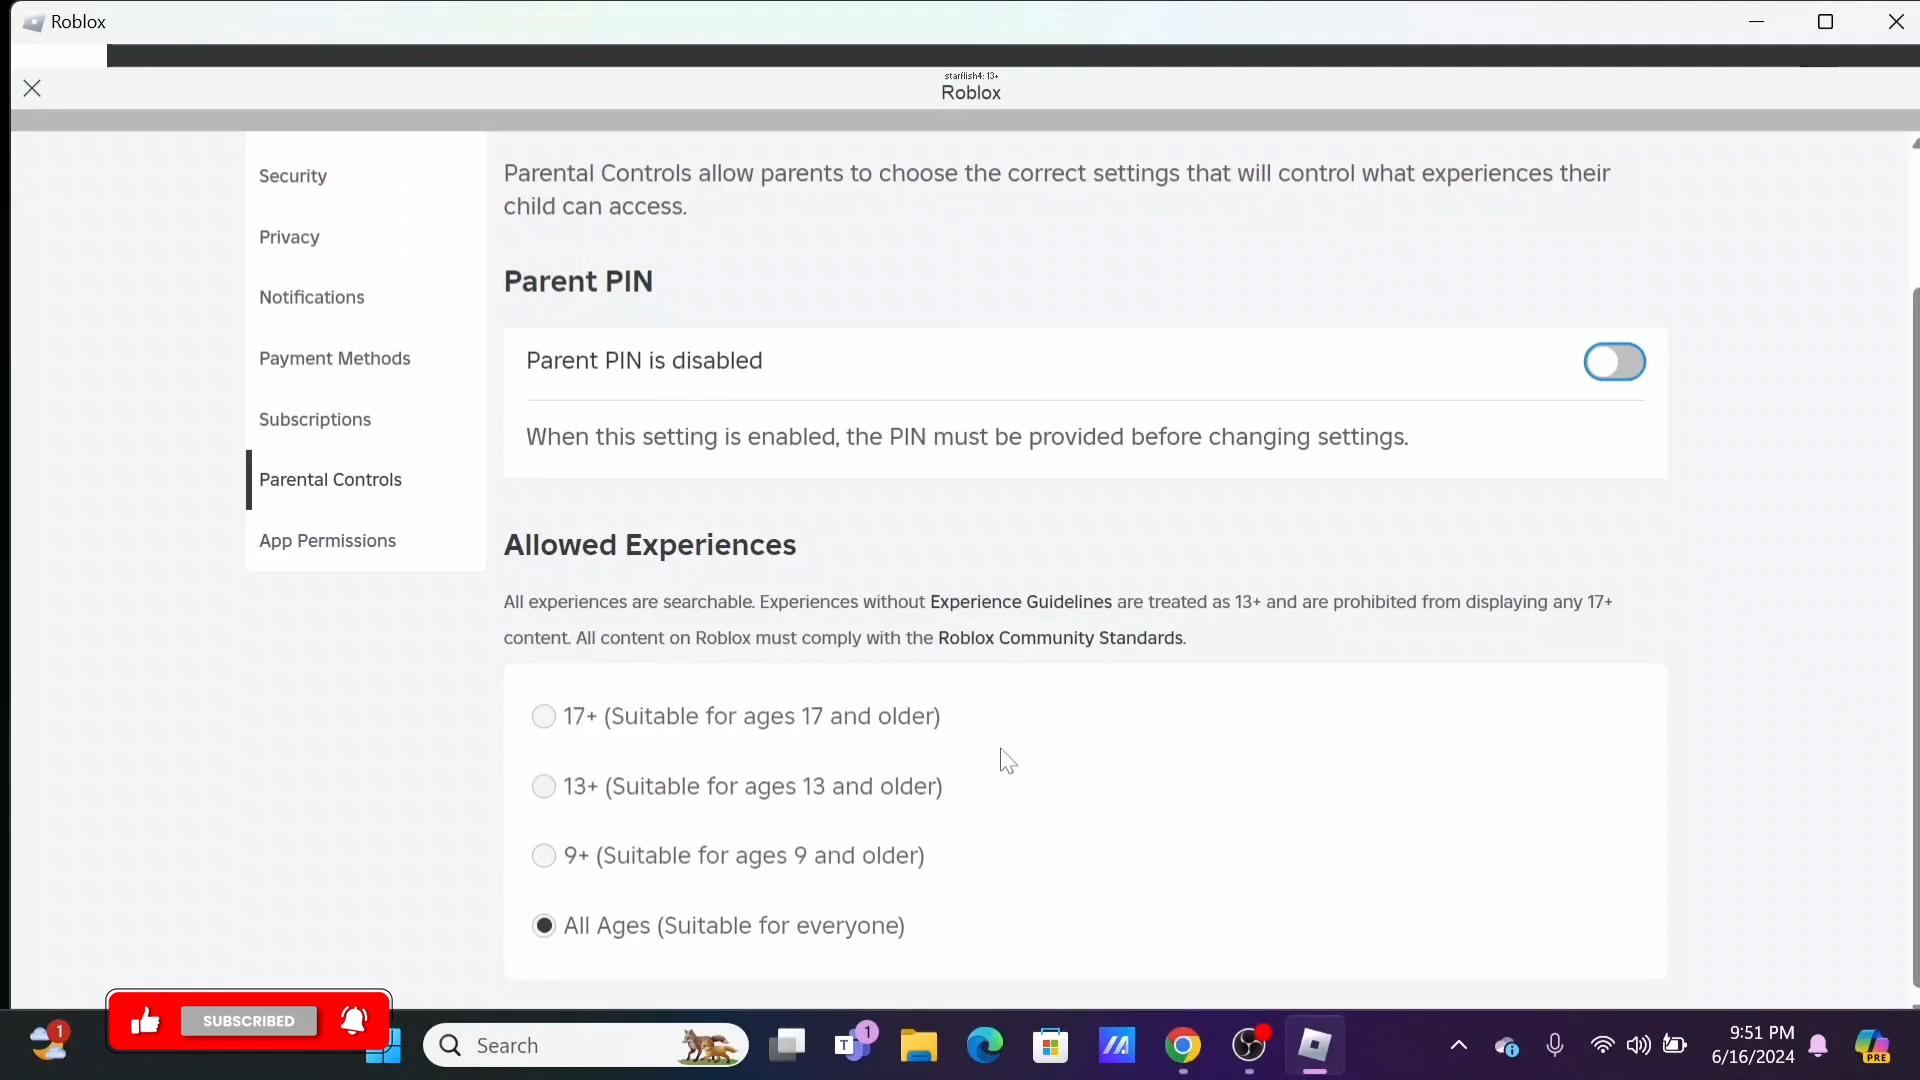 Roblox
starflish4: 13+
Roblox
Security
Privacy
Notifications
Payment Methods
Subscriptions
Parental Controls
App Permissions
Parental Controls allow parents to choose the correct settings that will control what experiences their
child can access.
Parent PIN
Parent PIN is disabled
When this setting is enabled, the PIN must be provided before changing settings.
Allowed Experiences
All experiences are searchable. Experiences without Experience Guidelines are treated as 13+ and are prohibited from displaying any 17+
content. All content on Roblox must comply with the Roblox Community Standards.
17+ (Suitable for ages 17 and older)
13+ (Suitable for ages 13 and older)
9+ (Suitable for ages 9 and older)
All Ages (Suitable for everyone)
1
SUBSCRIBED
Search
T
1
PRE
9:51 PM
6/16/2024